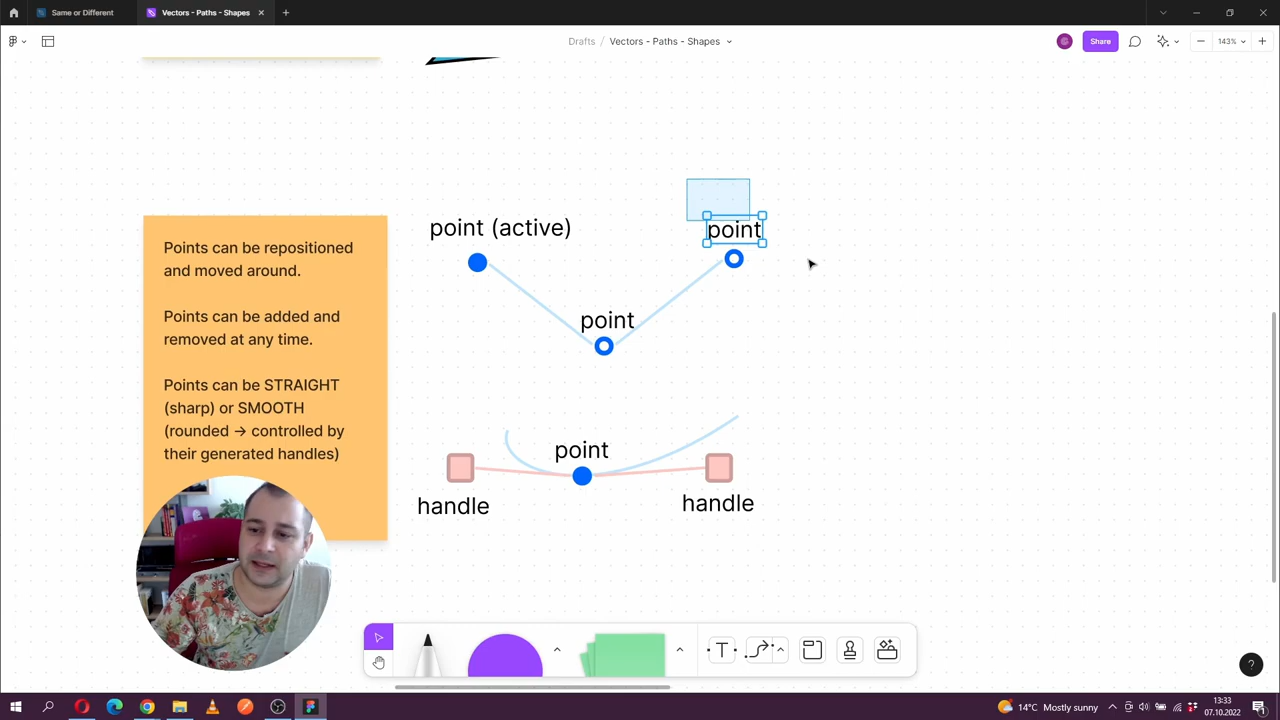 Same or Different
Vectors - Paths - Shapes
Drafts / Vectors - Paths - Shapes
Share
143%
point (active)
point
Points can be repositioned
and moved around.
Points can be added and
removed at any time.
Points can be STRAIGHT
(sharp) or SMOOTH
(rounded → controlled by
their generated handles)
point
point
handle
handle
T
?
14°C Mostly sunny
13:33
07.10.2022